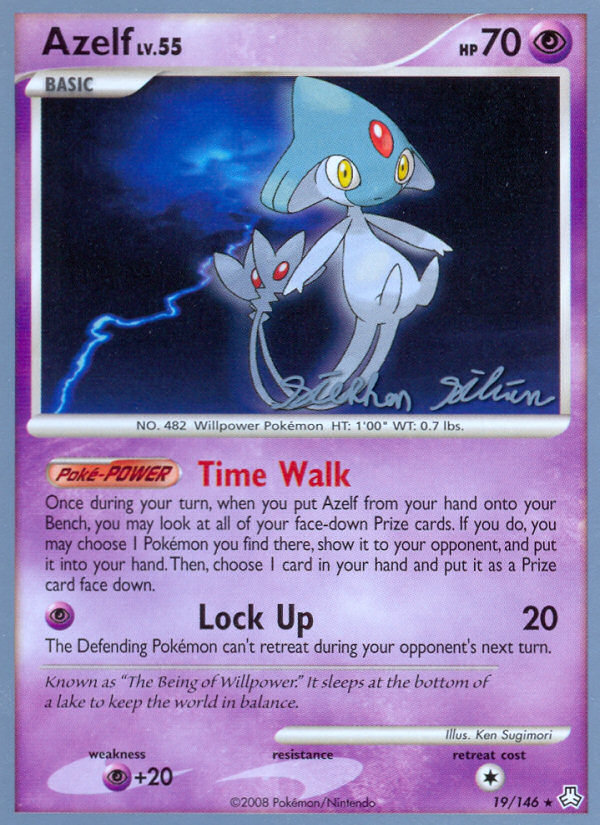 Azelf LV.55 HP 70
BASIC
Stephen Silvestro
NO. 482 Willpower Pokémon HT: 1'00" WT: 0.7 lbs.
Poké-POWER Time Walk
Once during your turn, when you put Azelf from your hand onto your
Bench, you may look at all of your face-down Prize cards. If you do, you
may choose 1 Pokémon you find there, show it to your opponent, and put
it into your hand. Then, choose 1 card in your hand and put it as a Prize
card face down.
Lock Up 20
The Defending Pokémon can't retreat during your opponent's next turn.
Known as "The Being of Willpower." It sleeps at the bottom of
a lake to keep the world in balance.
Illus. Ken Sugimori
weakness resistance retreat cost
+20
©2008 Pokémon/Nintendo 19/146